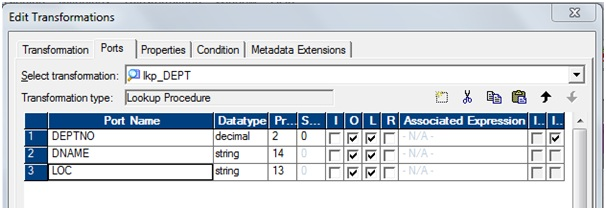 Edit Transformations
Transformation Ports Properties Condition Metadata Extensions
Select transformation: lkp_DEPT
Transformation type: Lookup Procedure
Port Name Datatype Pr... S... I O L R Associated Expression I.. I..
1 DEPTNO decimal 2 0 - N/A -
2 DNAME string 14 0 - N/A -
3 LOC string 13 0 - N/A -